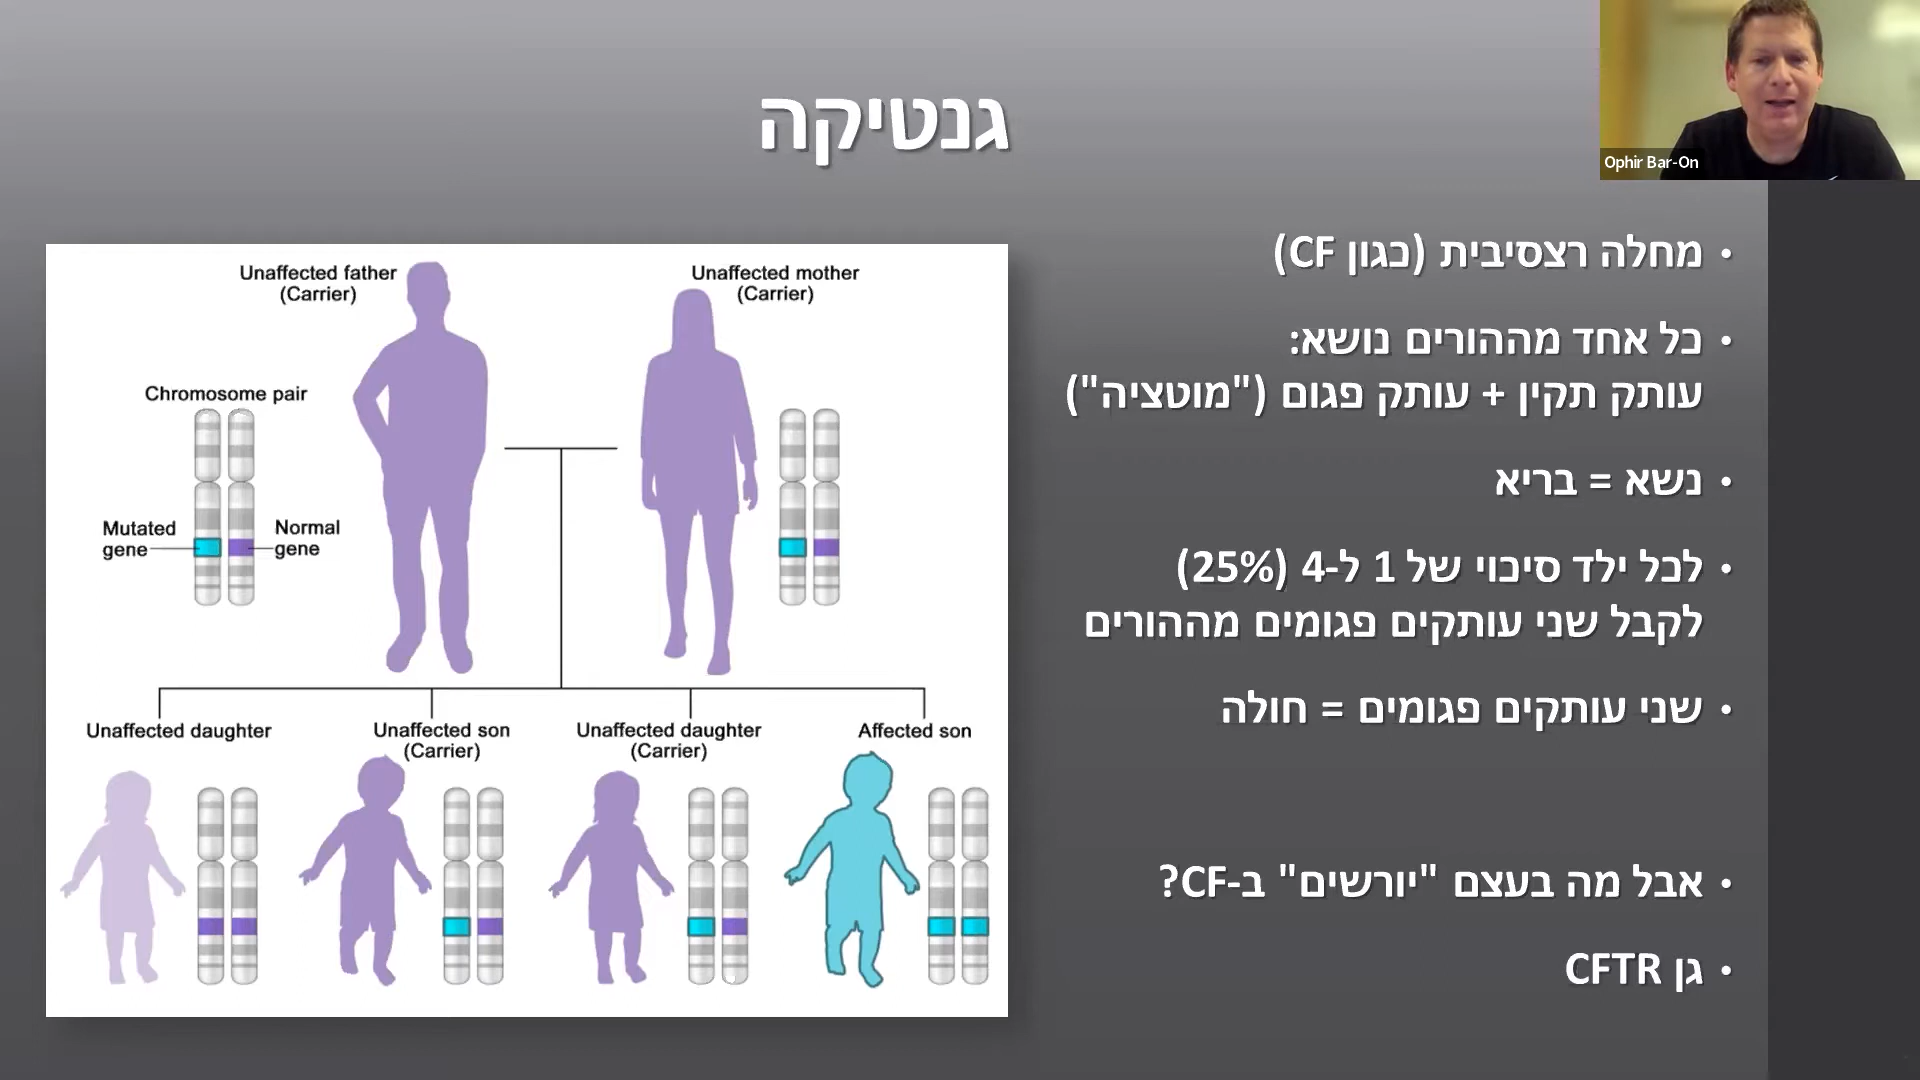 גנטיקה
Ophir Bar-On
• מחלה רצסיבית (כגון CF)
• כל אחד מההורים נושא:
עותק תקין + עותק פגום ("מוטציה")
• נשא = בריא
• לכל ילד סיכוי של 1 ל-4 (25%)
לקבל שני עותקים פגומים מההורים
• שני עותקים פגומים = חולה
• אבל מה בעצם "יורשים" ב-CF?
• גן CFTR
Unaffected father
(Carrier)
Unaffected mother
(Carrier)
Chromosome pair
Mutated
gene
Normal
gene
Unaffected daughter
Unaffected son
(Carrier)
Unaffected daughter
(Carrier)
Affected son